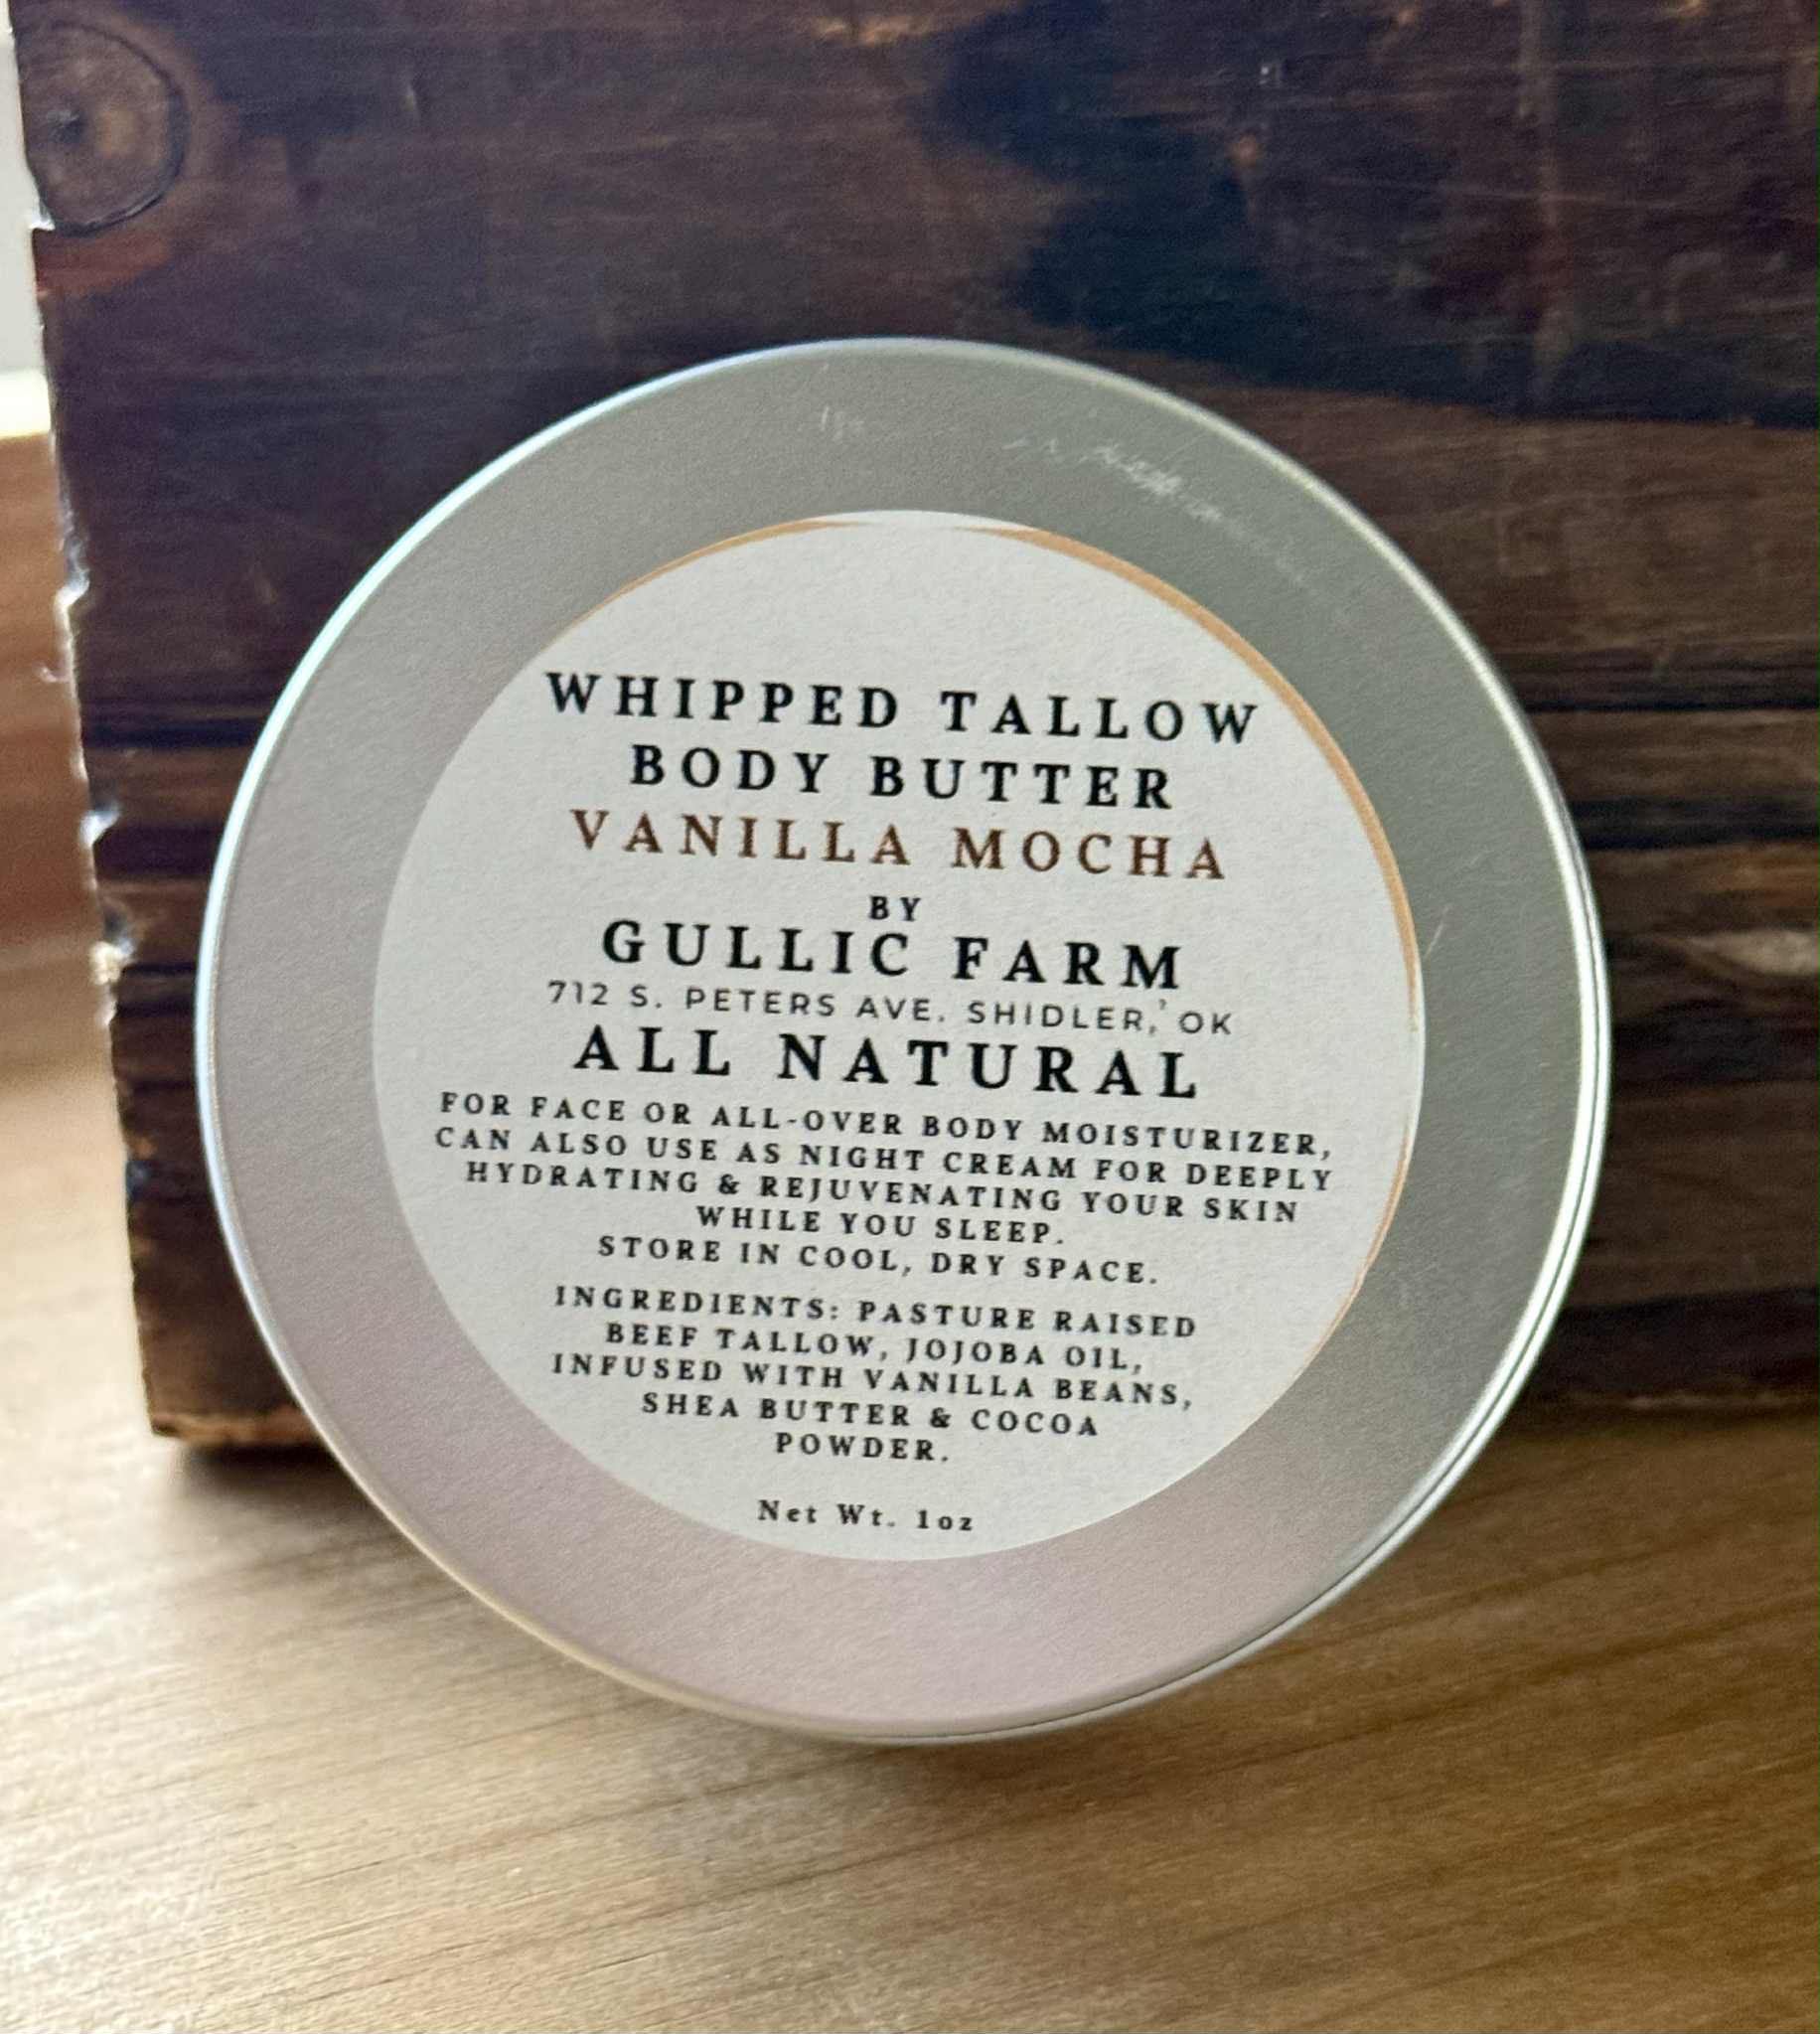 WHIPPED TALLOW
BODY BUTTER
VANILLA MOCHA
BY
GULLIC FARM
712 S. PETERS AVE. SHIDLER,' OK
ALL NATURAL
FOR FACE OR ALL-OVER BODY MOISTURIZER,
CAN ALSO USE AS NIGHT CREAM FOR DEEPLY
HYDRATING & REJUVENATING YOUR SKIN
WHILE YOU SLEEP.
STORE IN COOL, DRY SPACE.
INGREDIENTS: PASTURE RAISED
BEEF TALLOW, JOJOBA OIL,
INFUSED WITH VANILLA BEANS,
SHEA BUTTER & COCOA
POWDER.
Net Wt. 1oz